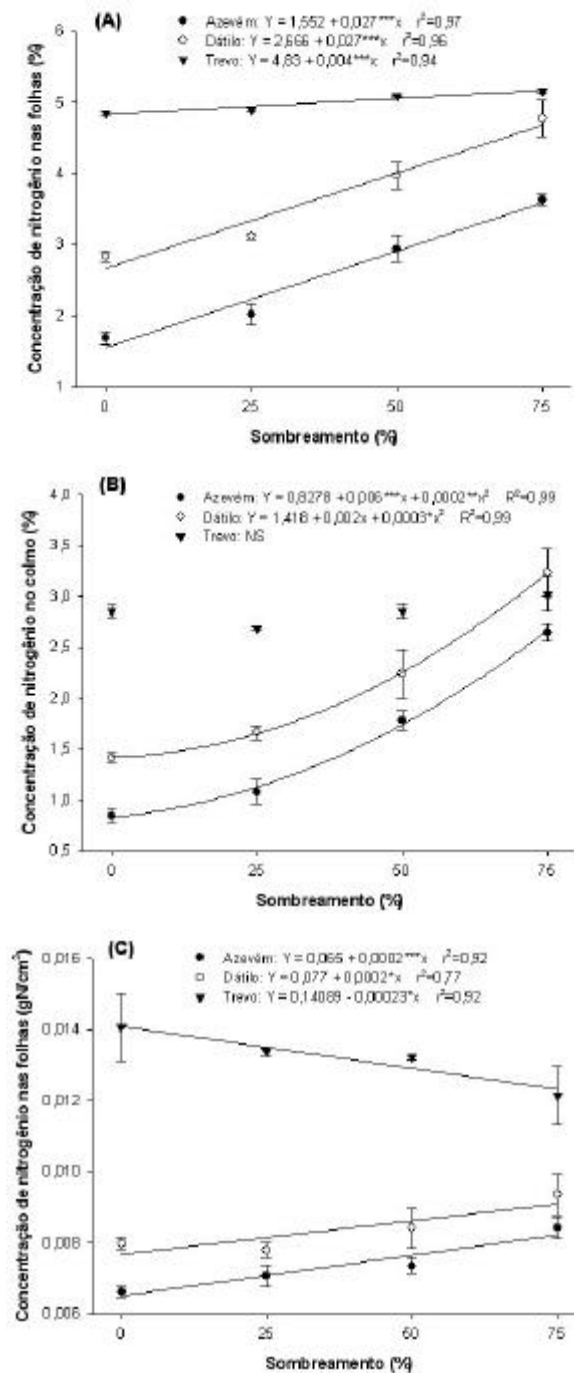 (A)
Azevém: Y = 1,552 + 0,027***x r²=0,97
Dátilo: Y = 2,666 + 0,027***x r²=0,96
Trevo: Y = 4,83 + 0,004***x r²=0,94
Concentração de nitrogênio nas folhas (%)
6
5
4
3
2
1
0 25 50 75
Sombreamento (%)
(B)
Azevém: Y = 0,8278 + 0,006***x + 0,0002**x² R²=0,99
Dátilo: Y = 1,418 + 0,002x + 0,0003*x² R²=0,99
Trevo: NS
Concentração de nitrogênio no colmo (%)
4,0
3,5
3,0
2,5
2,0
1,5
1,0
0,5
0 25 50 75
Sombreamento (%)
(C)
Azevém: Y = 0,065 + 0,0002***x r²=0,92
Dátilo: Y = 0,077 + 0,0002*x r²=0,77
Trevo: Y = 0,14089 - 0,00023*x r²=0,92
Concentração de nitrogênio nas folhas (gN/cm²)
0,016
0,014
0,012
0,010
0,008
0,006
0 25 50 75
Sombreamento (%)